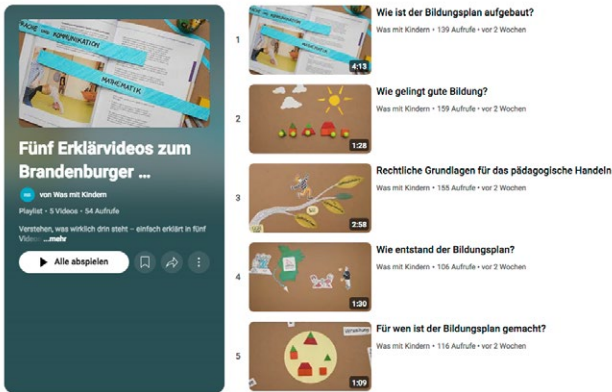 RACHE UND KOMMUNIKATION
MATHEMATIK
Fünf Erklärvideos zum
Brandenburger ...
von Was mit Kindern
Playlist • 5 Videos • 54 Aufrufe
Verstehen, was wirklich drin steht – einfach erklärt in fünf
Videos ...mehr
Alle abspielen
1
4:13
Wie ist der Bildungsplan aufgebaut?
Was mit Kindern • 139 Aufrufe • vor 2 Wochen
2
1:28
Wie gelingt gute Bildung?
Was mit Kindern • 159 Aufrufe • vor 2 Wochen
3
2:58
Rechtliche Grundlagen für das pädagogische Handeln
Was mit Kindern • 155 Aufrufe • vor 2 Wochen
4
1:30
Wie entstand der Bildungsplan?
Was mit Kindern • 106 Aufrufe • vor 2 Wochen
5
1:09
Für wen ist der Bildungsplan gemacht?
Was mit Kindern • 116 Aufrufe • vor 2 Wochen